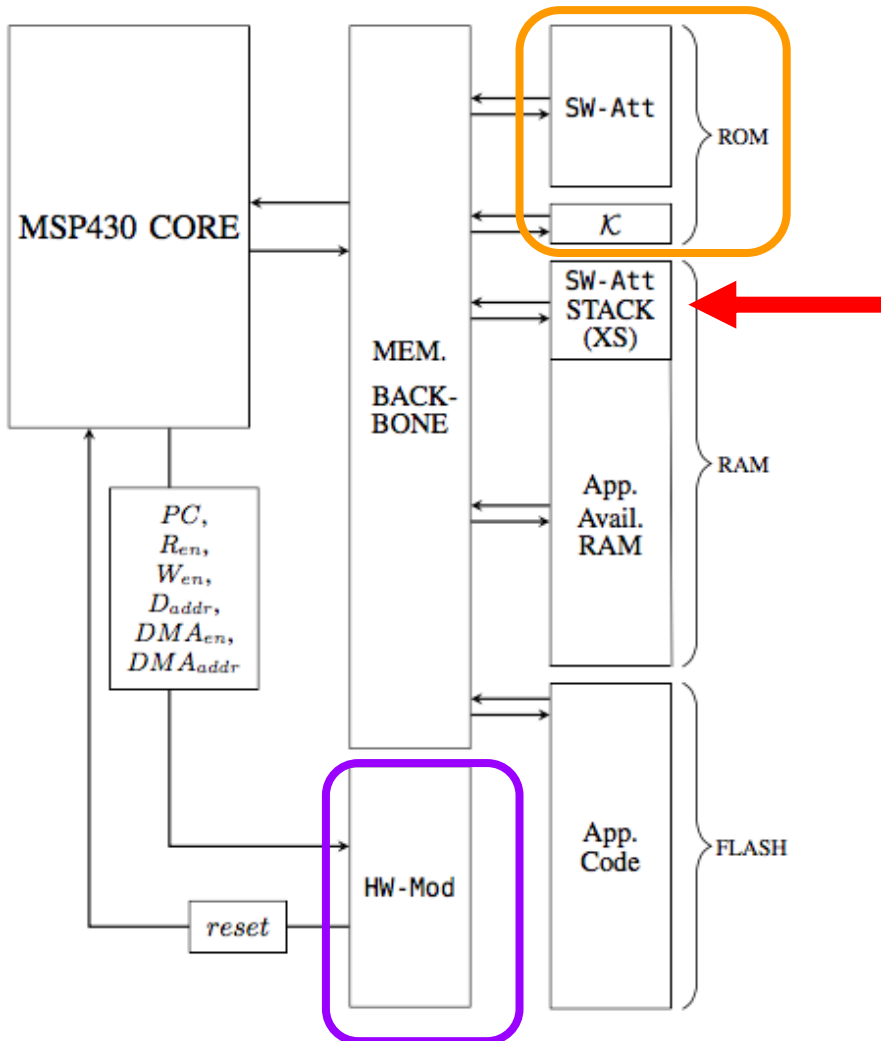 MSP430 CORE
PC,
R_en,
W_en,
D_addr,
DMA_en,
DMA_addr
reset
MEM.
BACK-
BONE
HW-Mod
SW-Att
K
ROM
SW-Att
STACK
(XS)
App.
Avail.
RAM
RAM
App.
Code
FLASH